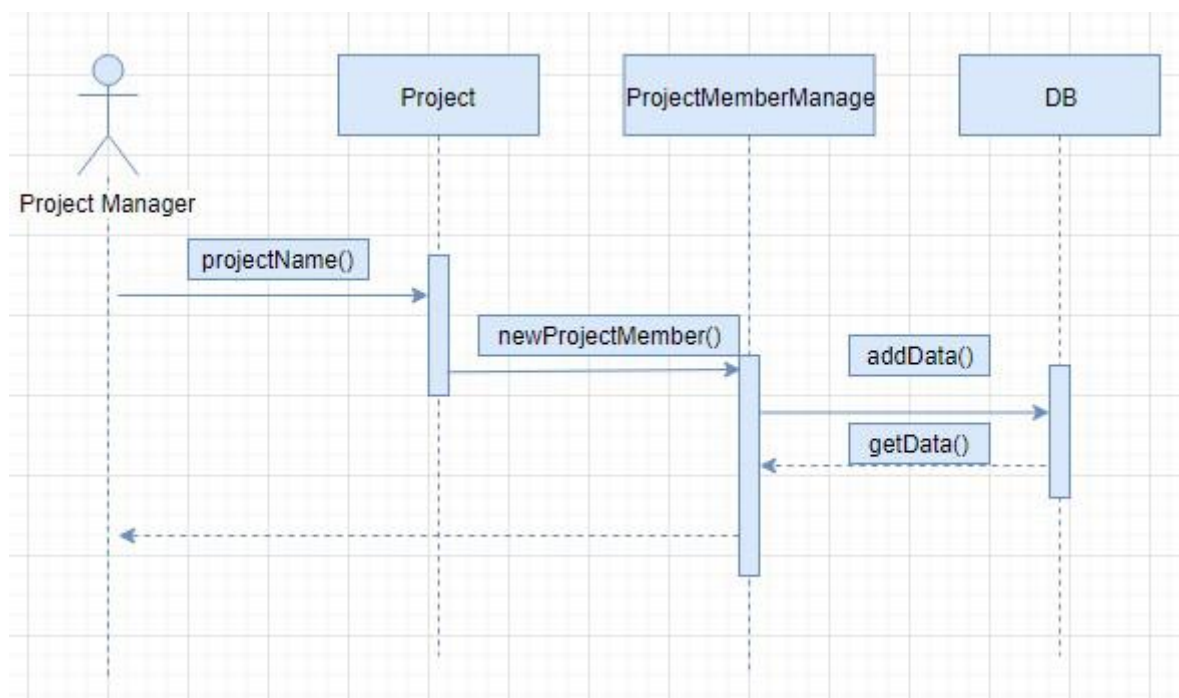 Project
ProjectMemberManage
DB
Project Manager
projectName()
newProjectMember()
addData()
getData()